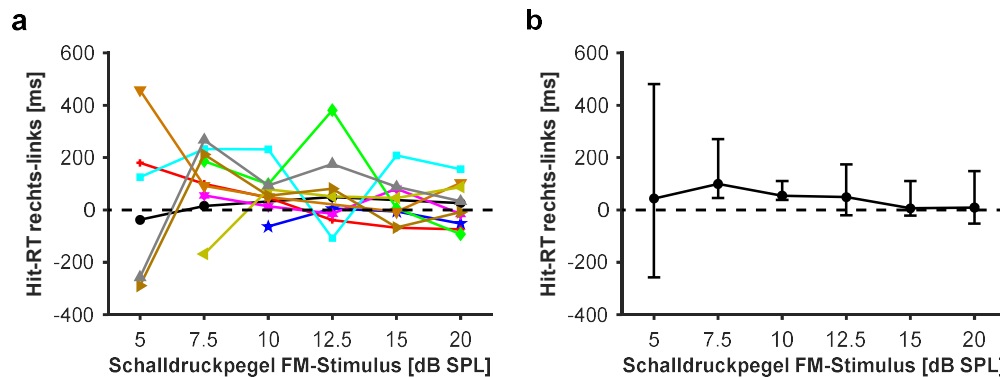 a
600
400
200
0
-200
-400
5 7.5 10 12.5 15 20
Hit-RT rechts-links [ms]
Schalldruckpegel FM-Stimulus [dB SPL]
b
600
400
200
0
-200
-400
5 7.5 10 12.5 15 20
Hit-RT rechts-links [ms]
Schalldruckpegel FM-Stimulus [dB SPL]